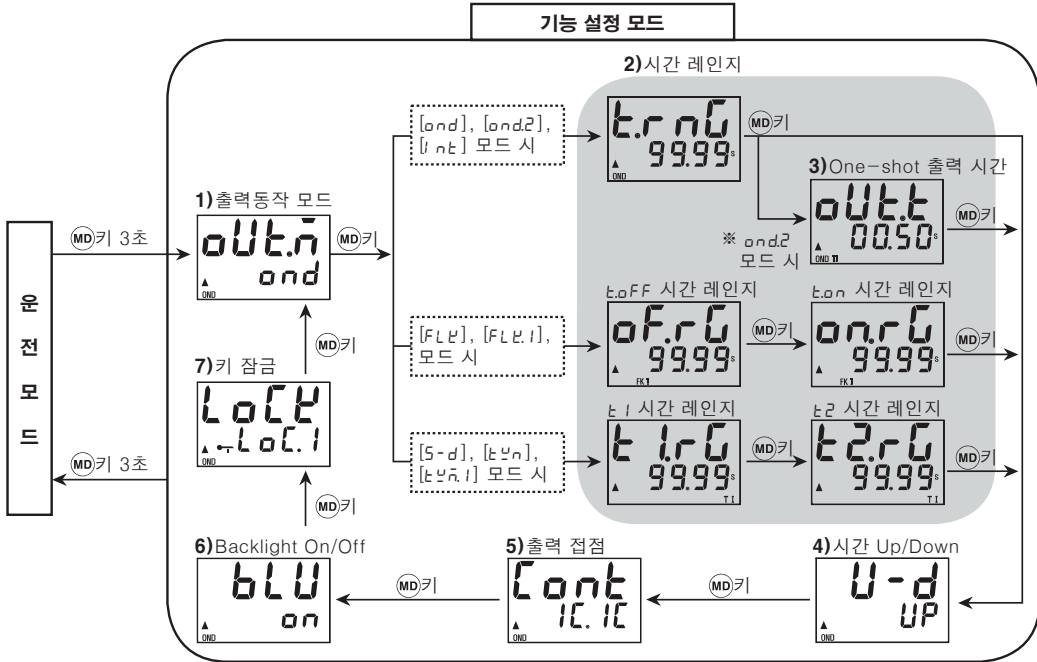 기능 설정 모드
운
전
모
드
MD키 3초
MD키 3초
1)출력동작 모드
oUt.m
ond
OND
MD키
[ond], [ond.2],
[Int] 모드 시
2)시간 레인지
t.rnG
99.99s
OND
MD키
※ ond.2
모드 시
3)One-shot 출력 시간
oUt.t
00.50s
OND T1
MD키
[FLK], [FLK.1],
모드 시
t.oFF 시간 레인지
oF.rG
99.99s
FK 1
MD키
t.on 시간 레인지
on.rG
99.99s
FK 1
MD키
[S-d], [tWn],
[tWn.1] 모드 시
t1 시간 레인지
t1.rG
99.99s
T I
MD키
t2 시간 레인지
t2.rG
99.99s
T I
MD키
4)시간 Up/Down
U-d
UP
OND
MD키
5)출력 접점
Cont
1C.1C
OND
MD키
6)Backlight On/Off
bLU
on
OND
MD키
7)키 잠금
LoCK
LoC.1
OND
MD키